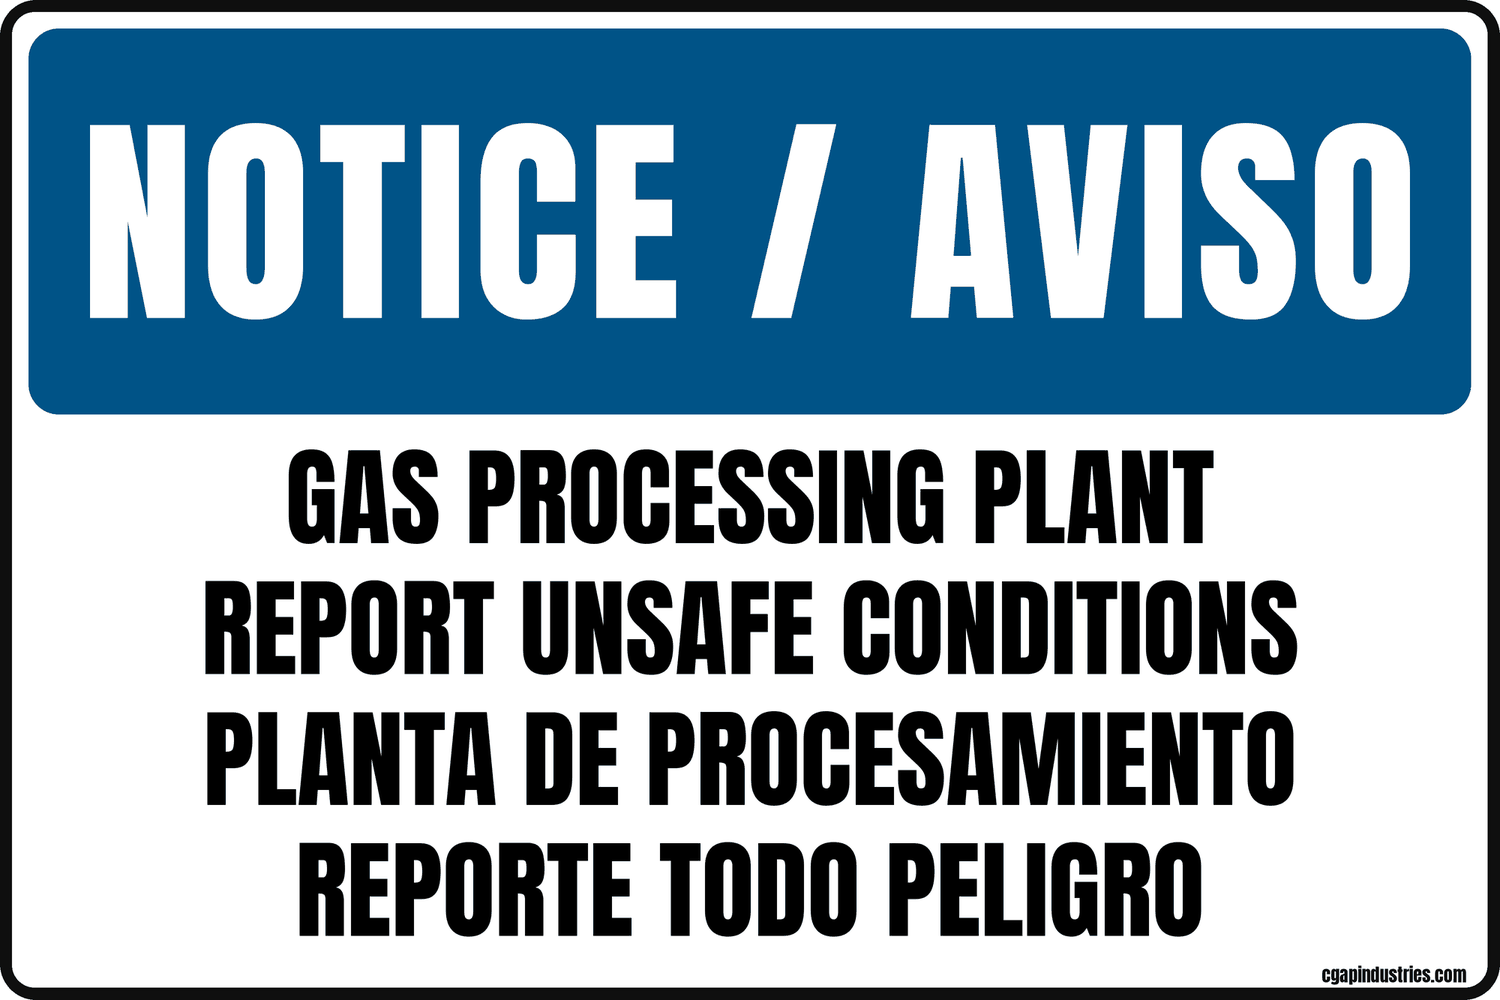 NOTICE / AVISO
GAS PROCESSING PLANT
REPORT UNSAFE CONDITIONS
PLANTA DE PROCESAMIENTO
REPORTE TODO PELIGRO
cgapindustries.com